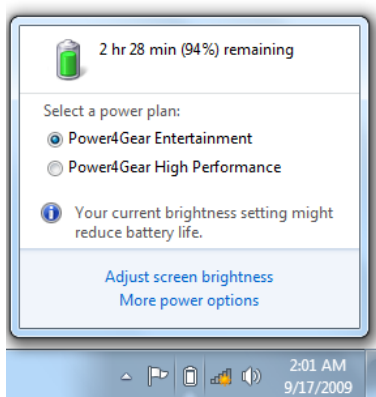 2 hr 28 min (94%) remaining
Select a power plan:
Power4Gear Entertainment
Power4Gear High Performance
Your current brightness setting might
reduce battery life.
Adjust screen brightness
More power options
2:01 AM
9/17/2009